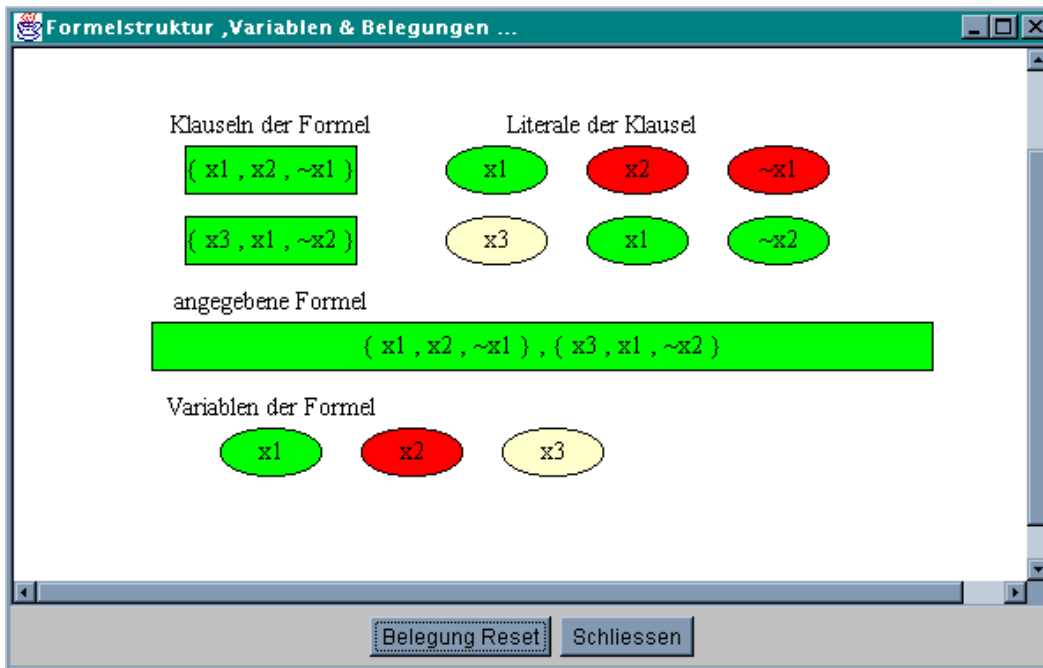 Formelstruktur ,Variablen & Belegungen ...
Klauseln der Formel Literale der Klausel
{ x1 , x2 , ~x1 } x1 x2 ~x1
{ x3 , x1 , ~x2 } x3 x1 ~x2
angegebene Formel
{ x1 , x2 , ~x1 } , { x3 , x1 , ~x2 }
Variablen der Formel
x1 x2 x3
Belegung Reset Schliessen